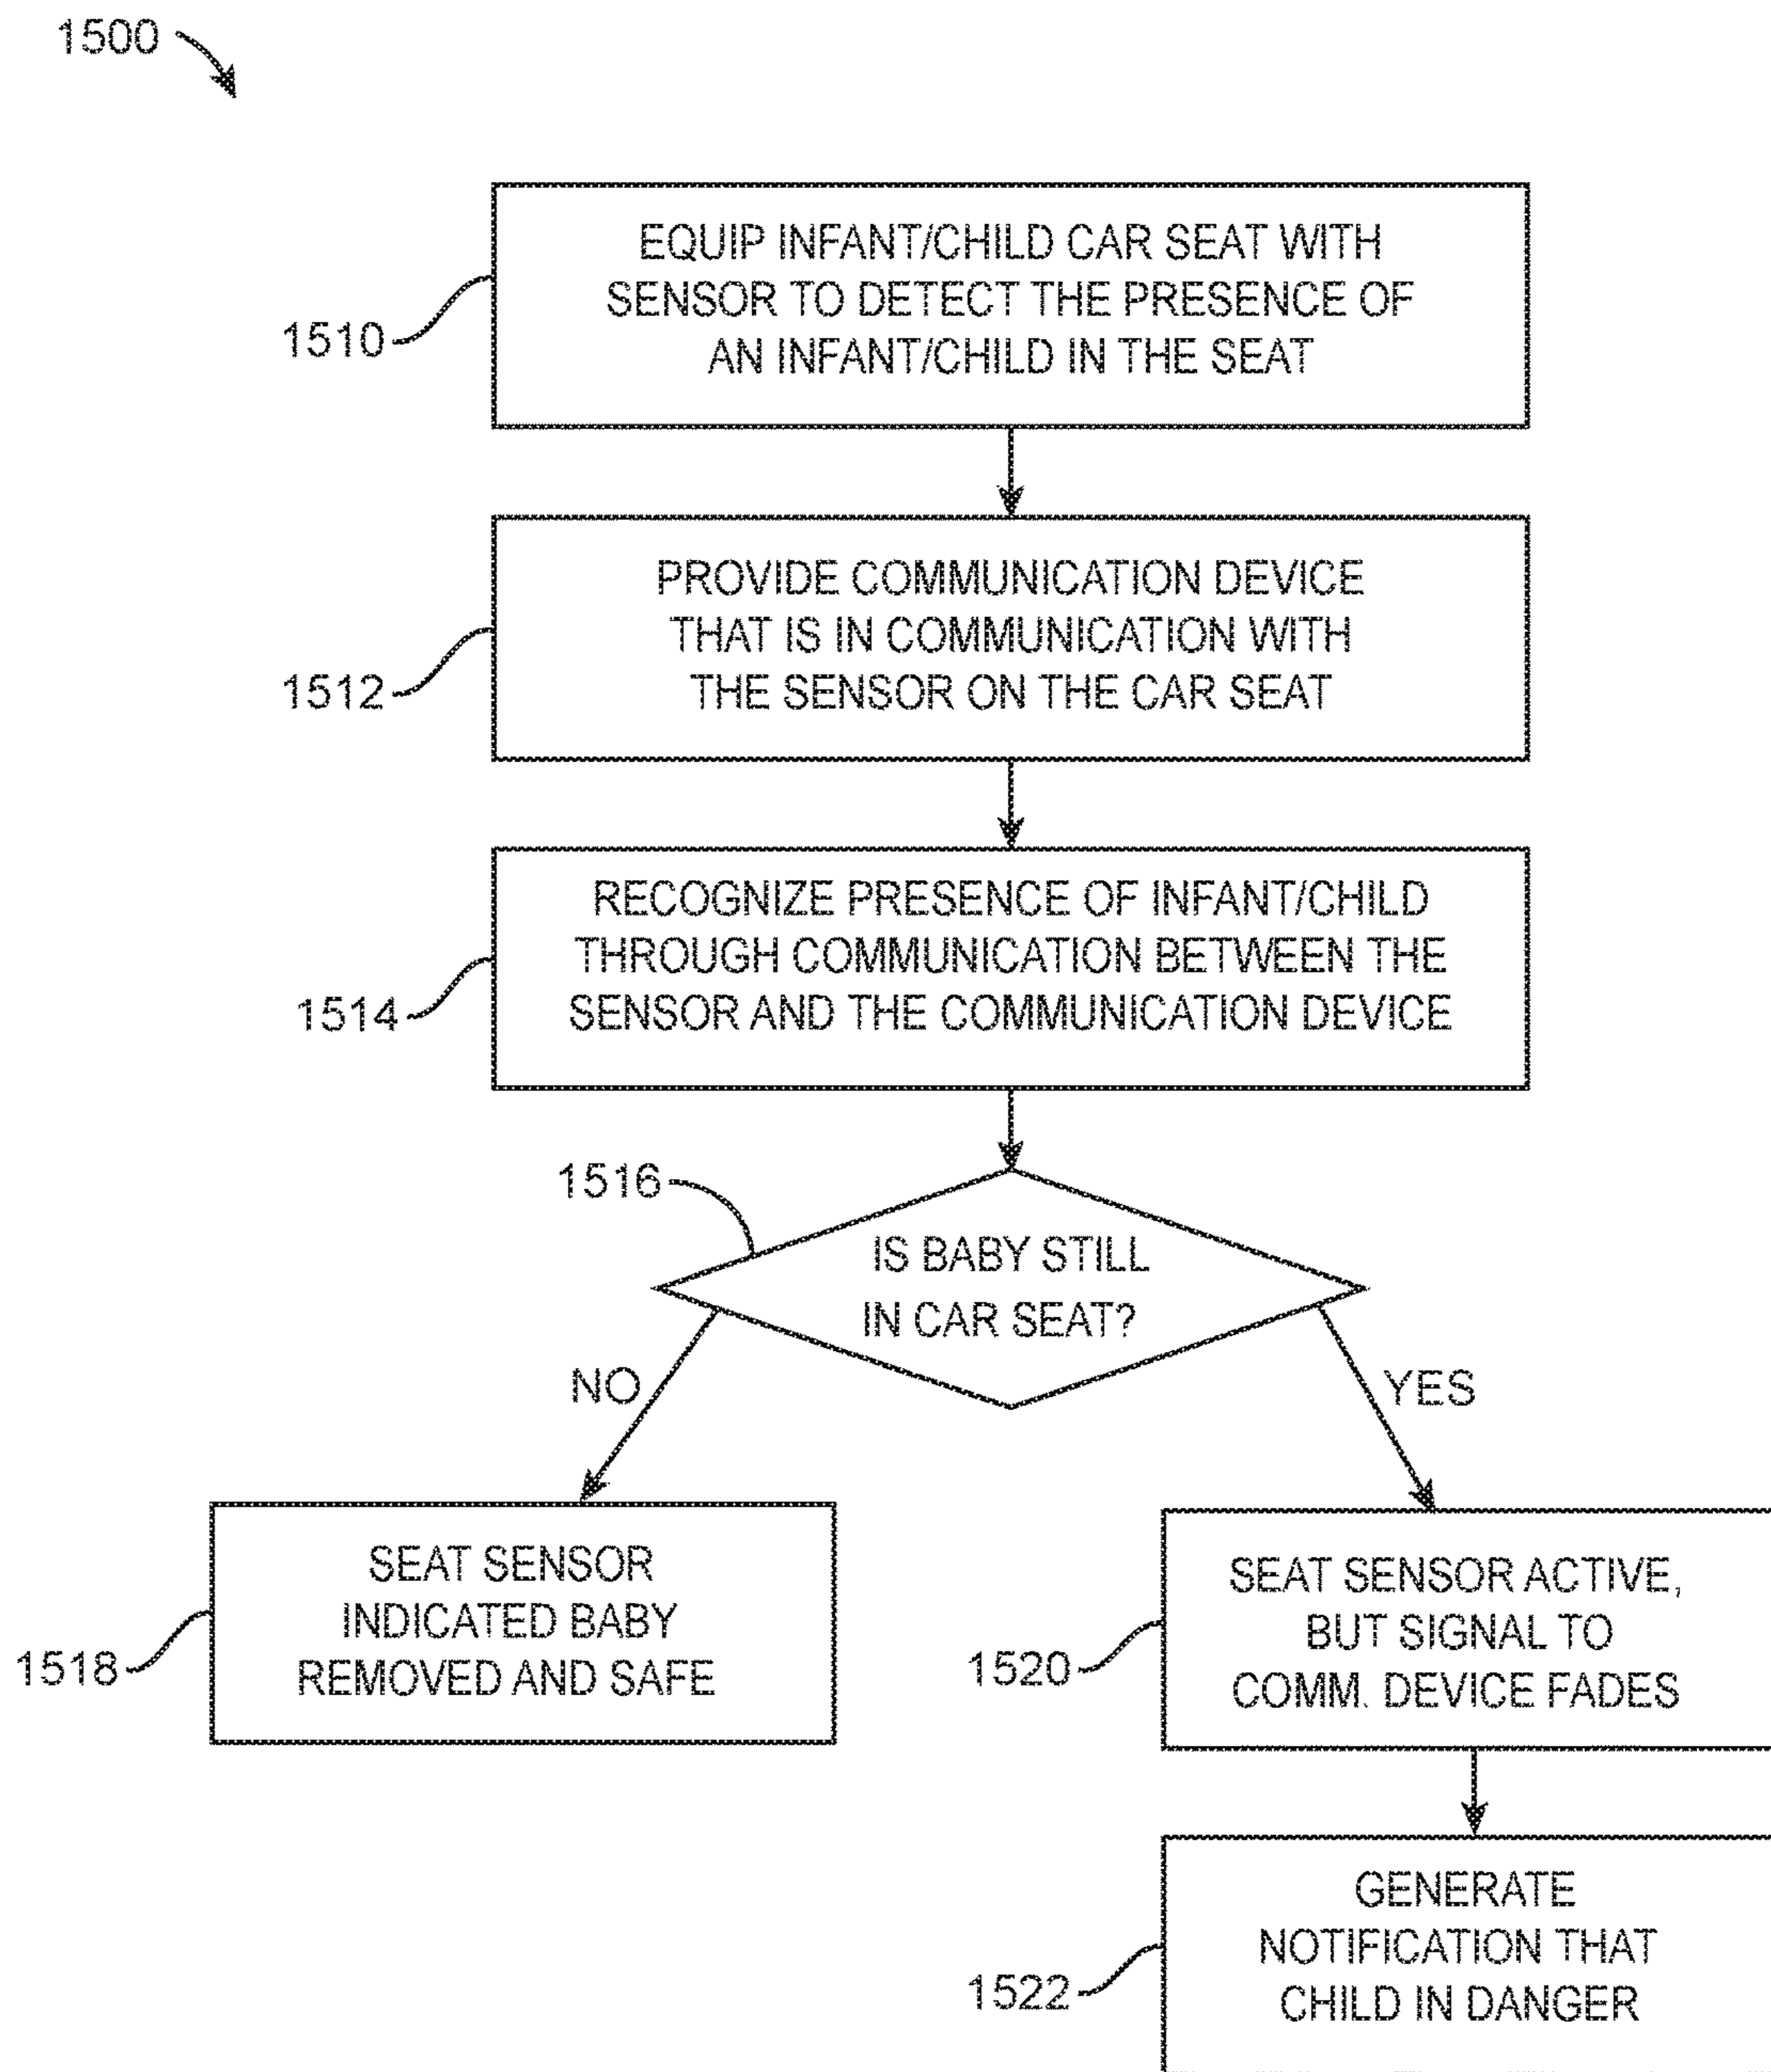 1500
EQUIP INFANT/CHILD CAR SEAT WITH
SENSOR TO DETECT THE PRESENCE OF
AN INFANT/CHILD IN THE SEAT
1510
PROVIDE COMMUNICATION DEVICE
THAT IS IN COMMUNICATION WITH
THE SENSOR ON THE CAR SEAT
1512
RECOGNIZE PRESENCE OF INFANT/CHILD
THROUGH COMMUNICATION BETWEEN THE
SENSOR AND THE COMMUNICATION DEVICE
1514
1516
IS BABY STILL
IN CAR SEAT?
NO
YES
SEAT SENSOR
INDICATED BABY
REMOVED AND SAFE
1518
SEAT SENSOR ACTIVE,
BUT SIGNAL TO
COMM. DEVICE FADES
1520
GENERATE
NOTIFICATION THAT
CHILD IN DANGER
1522